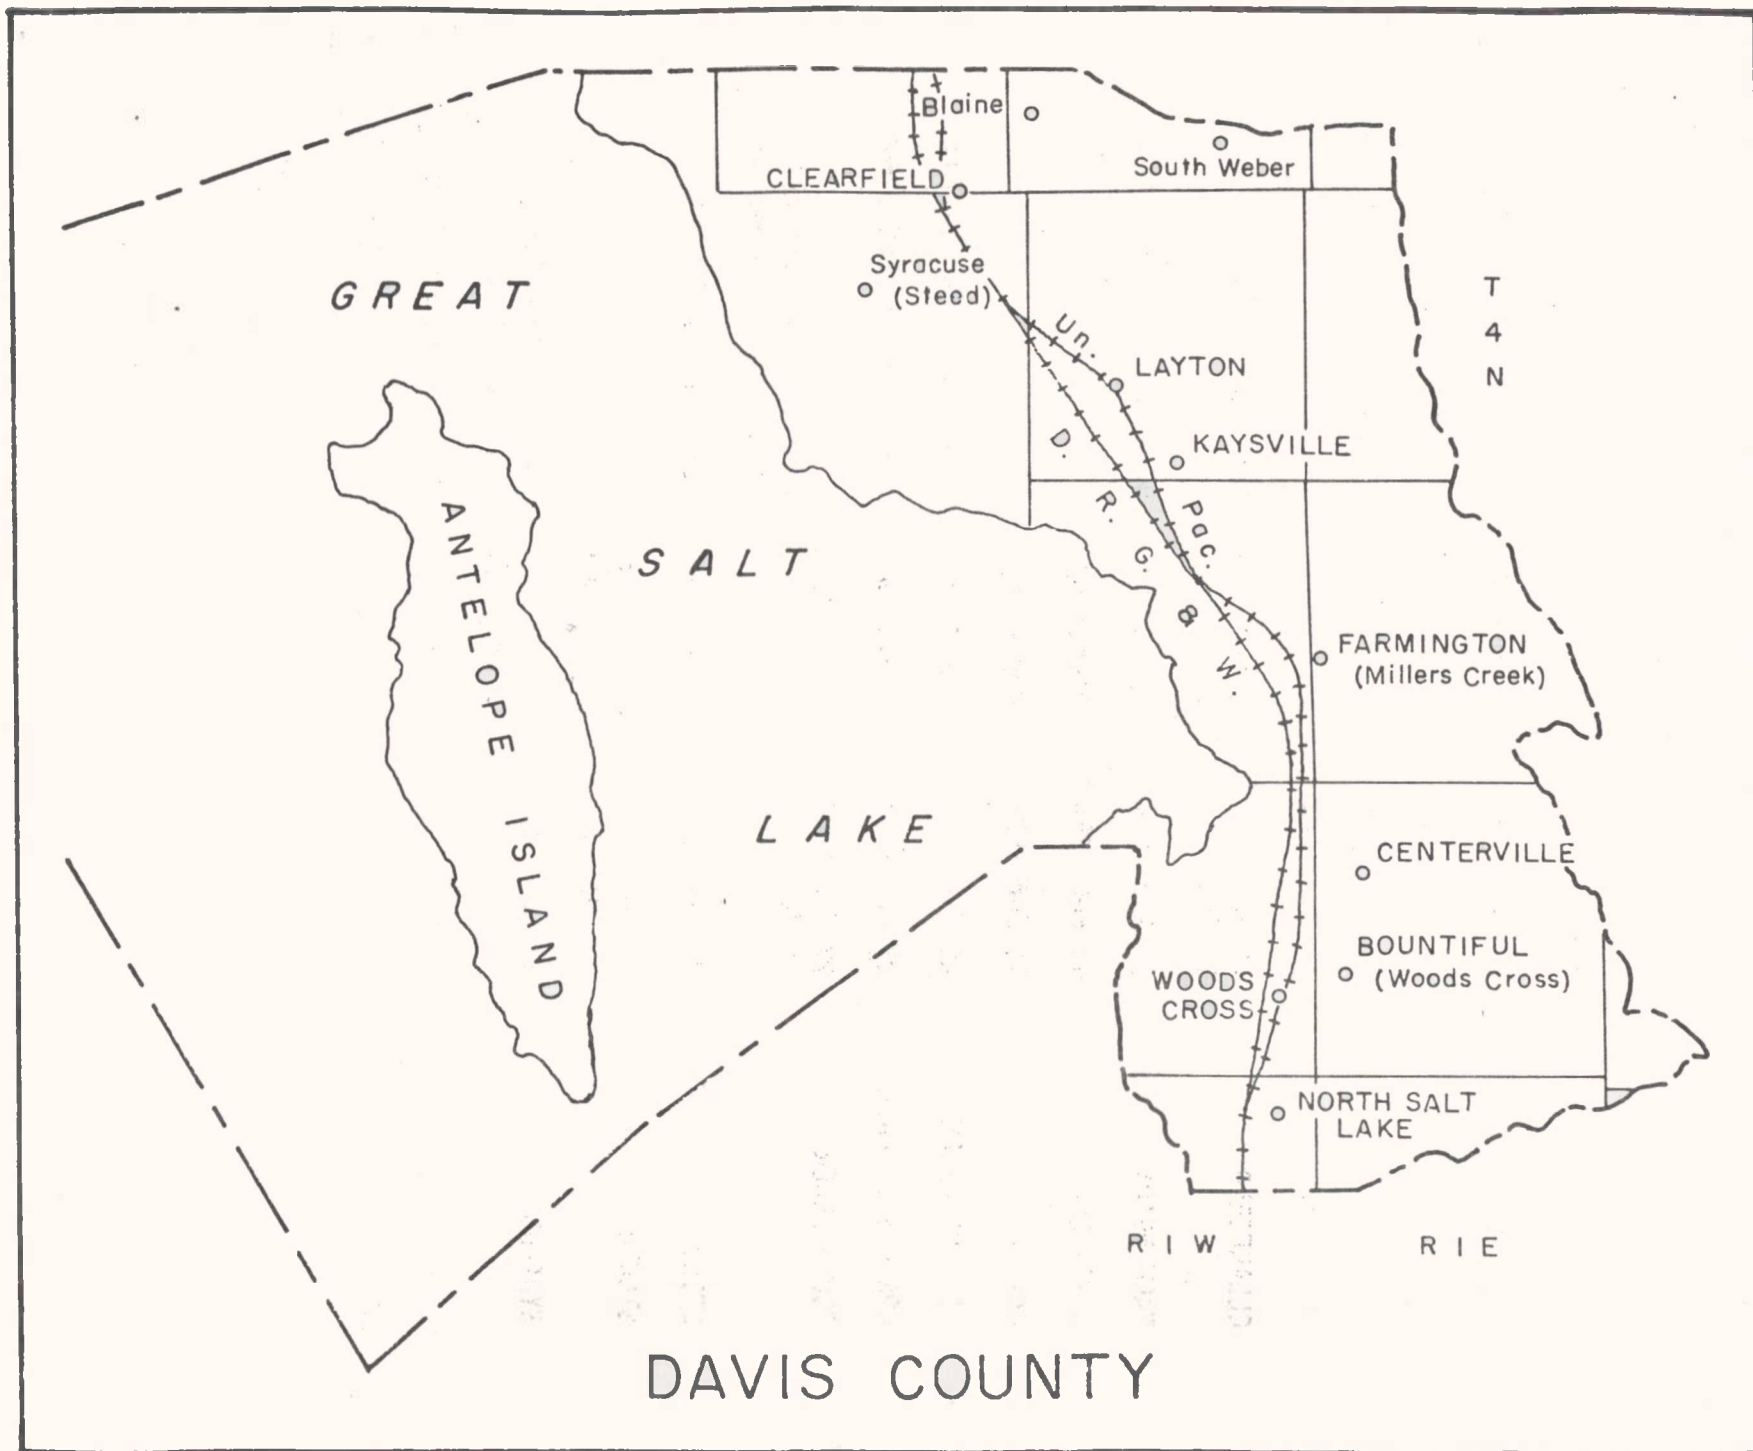 Blaine
South Weber
CLEARFIELD
Syracuse
(Steed)
GREAT
T
4
N
Un.
LAYTON
D.
KAYSVILLE
R.
Pac.
G.
SALT
ANTELOPE ISLAND
&
W.
FARMINGTON
(Millers Creek)
LAKE
CENTERVILLE
BOUNTIFUL
(Woods Cross)
WOODS
CROSS
NORTH SALT
LAKE
R I W
R I E
DAVIS COUNTY